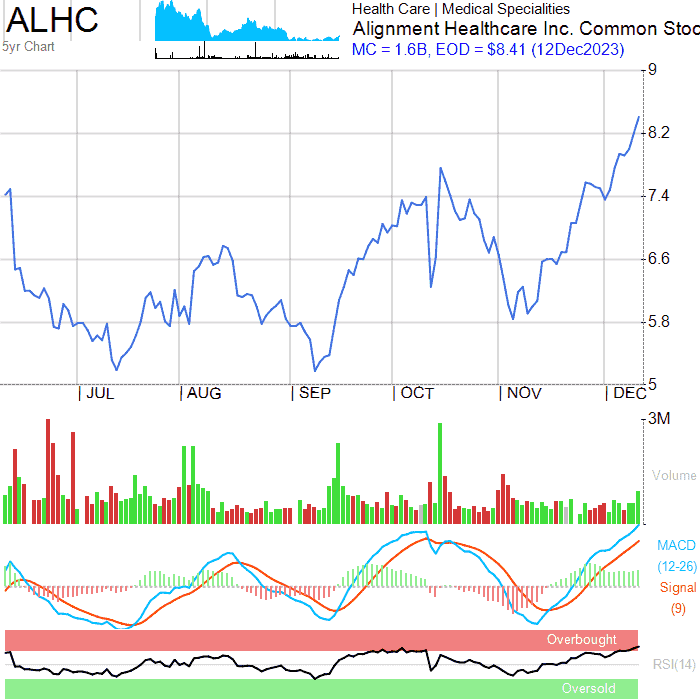 ALHC
5yr Chart
Health Care | Medical Specialities
Alignment Healthcare Inc. Common Stoc
MC = 1.6B, EOD = $8.41 (12Dec2023)
9
8.2
7.4
6.6
5.8
5
| JUL | AUG | SEP | OCT | NOV | DEC
3M
Volume
MACD
(12-26)
Signal
(9)
Overbought
RSI(14)
Oversold